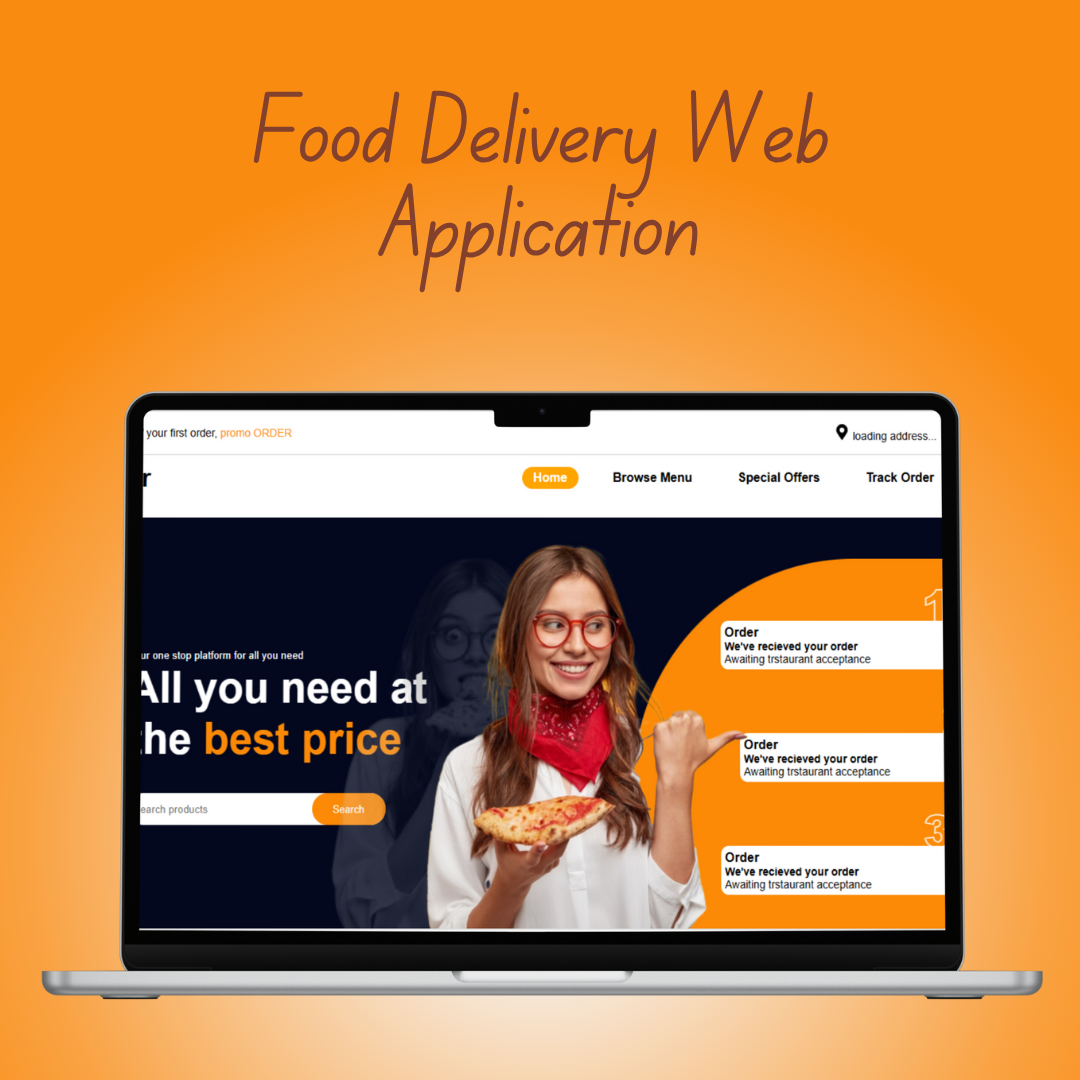 Food Delivery Web
Application
your first order, promo ORDER
loading address...
r
Home
Browse Menu
Special Offers
Track Order
ur one stop platform for all you need
All you need at
the best price
earch products
Search
1
Order
We've recieved your order
Awaiting trstaurant acceptance
Order
We've recieved your order
Awaiting trstaurant acceptance
3
Order
We've recieved your order
Awaiting trstaurant acceptance